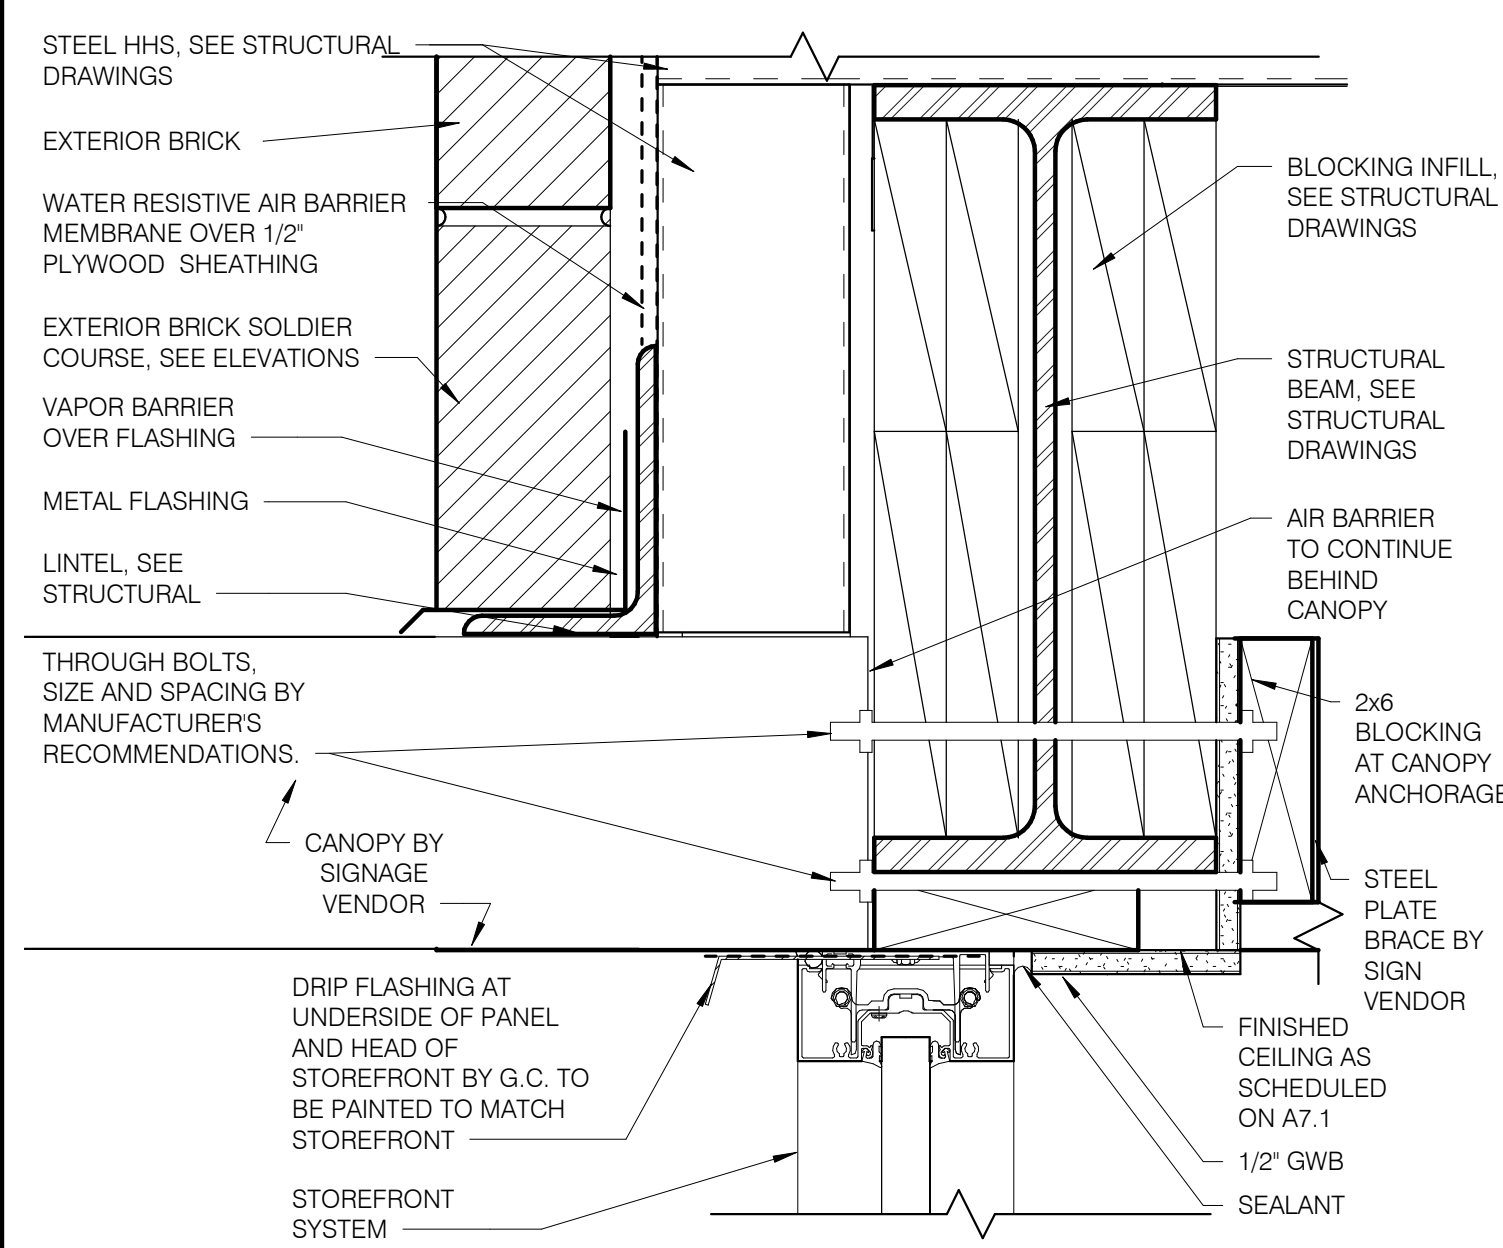 STEEL HHS, SEE STRUCTURAL
DRAWINGS
EXTERIOR BRICK
WATER RESISTIVE AIR BARRIER
MEMBRANE OVER 1/2"
PLYWOOD SHEATHING
EXTERIOR BRICK SOLDIER
COURSE, SEE ELEVATIONS
VAPOR BARRIER
OVER FLASHING
METAL FLASHING
LINTEL, SEE
STRUCTURAL
THROUGH BOLTS,
SIZE AND SPACING BY
MANUFACTURER'S
RECOMMENDATIONS.
CANOPY BY
SIGNAGE
VENDOR
DRIP FLASHING AT
UNDERSIDE OF PANEL
AND HEAD OF
STOREFRONT BY G.C. TO
BE PAINTED TO MATCH
STOREFRONT
STOREFRONT
SYSTEM
BLOCKING INFILL,
SEE STRUCTURAL
DRAWINGS
STRUCTURAL
BEAM, SEE
STRUCTURAL
DRAWINGS
AIR BARRIER
TO CONTINUE
BEHIND
CANOPY
2x6
BLOCKING
AT CANOPY
ANCHORAGE
STEEL
PLATE
BRACE BY
SIGN
VENDOR
FINISHED
CEILING AS
SCHEDULED
ON A7.1
1/2" GWB
SEALANT